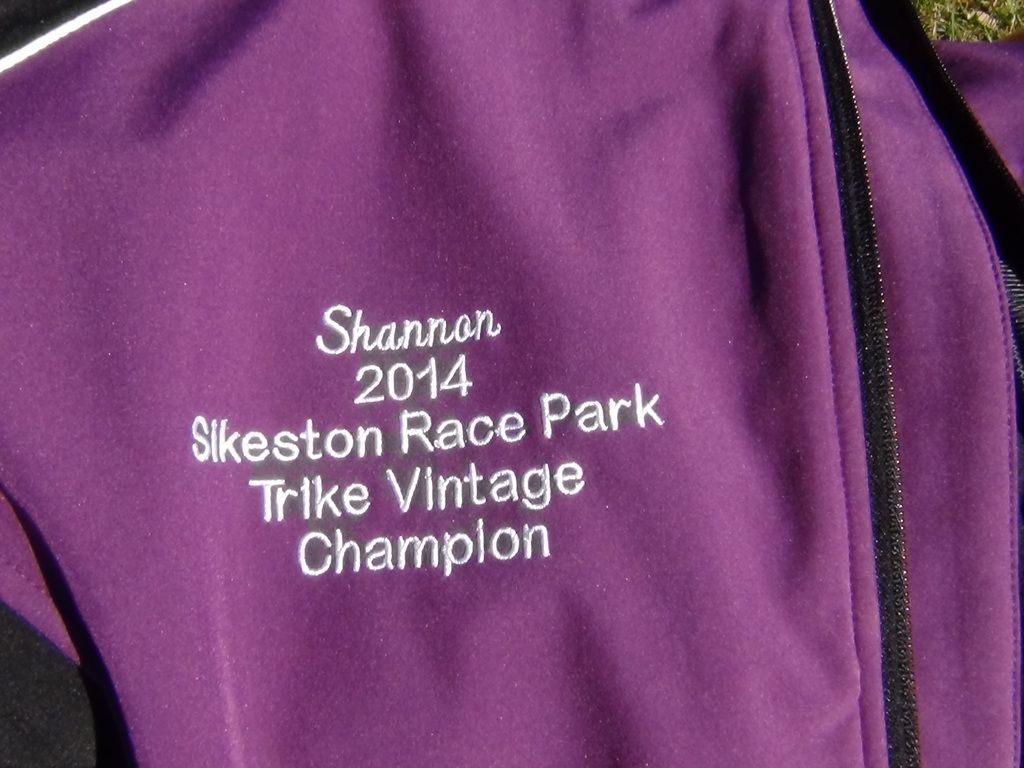 Shannon
2014
Sikeston Race Park
Trike Vintage
Champion